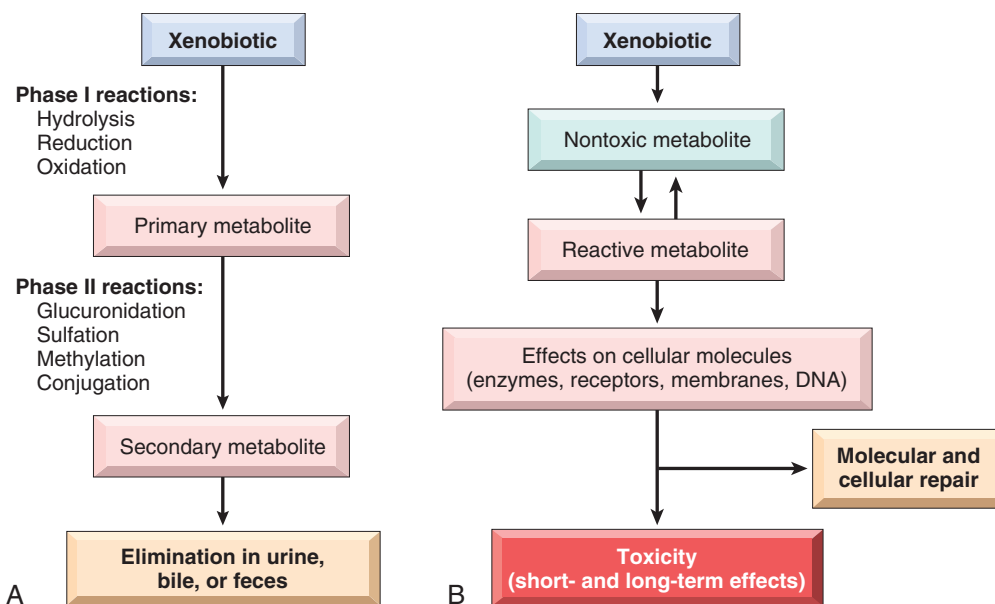 Xenobiotic
Phase I reactions:
Hydrolysis
Reduction
Oxidation
Primary metabolite
Phase II reactions:
Glucuronidation
Sulfation
Methylation
Conjugation
Secondary metabolite
Elimination in urine,
bile, or feces
A
Xenobiotic
Nontoxic metabolite
Reactive metabolite
Effects on cellular molecules
(enzymes, receptors, membranes, DNA)
Molecular and
cellular repair
Toxicity
(short- and long-term effects)
B